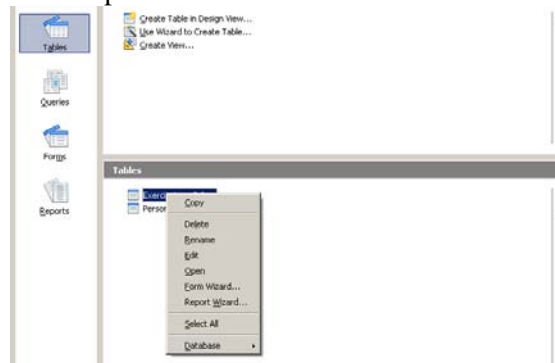 Tables
Queries
Forms
Reports
Create Table in Design View...
Use Wizard to Create Table...
Create View...
Tables
Copy
Delete
Rename
Edit
Open
Form Wizard...
Report Wizard...
Select All
Database